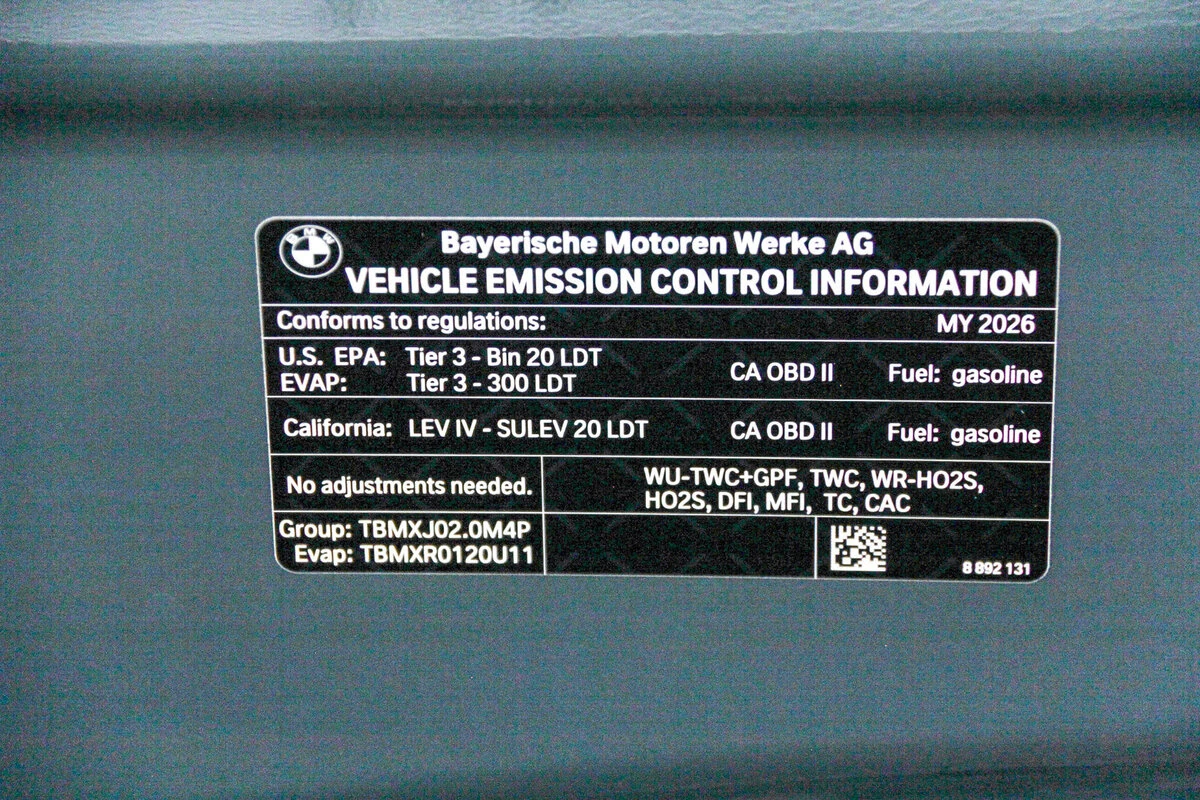 BMW
Bayerische Motoren Werke AG
VEHICLE EMISSION CONTROL INFORMATION
Conforms to regulations: MY 2026
U.S. EPA: Tier 3 - Bin 20 LDT
EVAP: Tier 3 - 300 LDT
CA OBD II Fuel: gasoline
California: LEV IV - SULEV 20 LDT CA OBD II Fuel: gasoline
No adjustments needed.
WU-TWC+GPF, TWC, WR-HO2S,
HO2S, DFI, MFI, TC, CAC
Group: TBMXJ02.0M4P
Evap: TBMXR0120U11
8 892 131